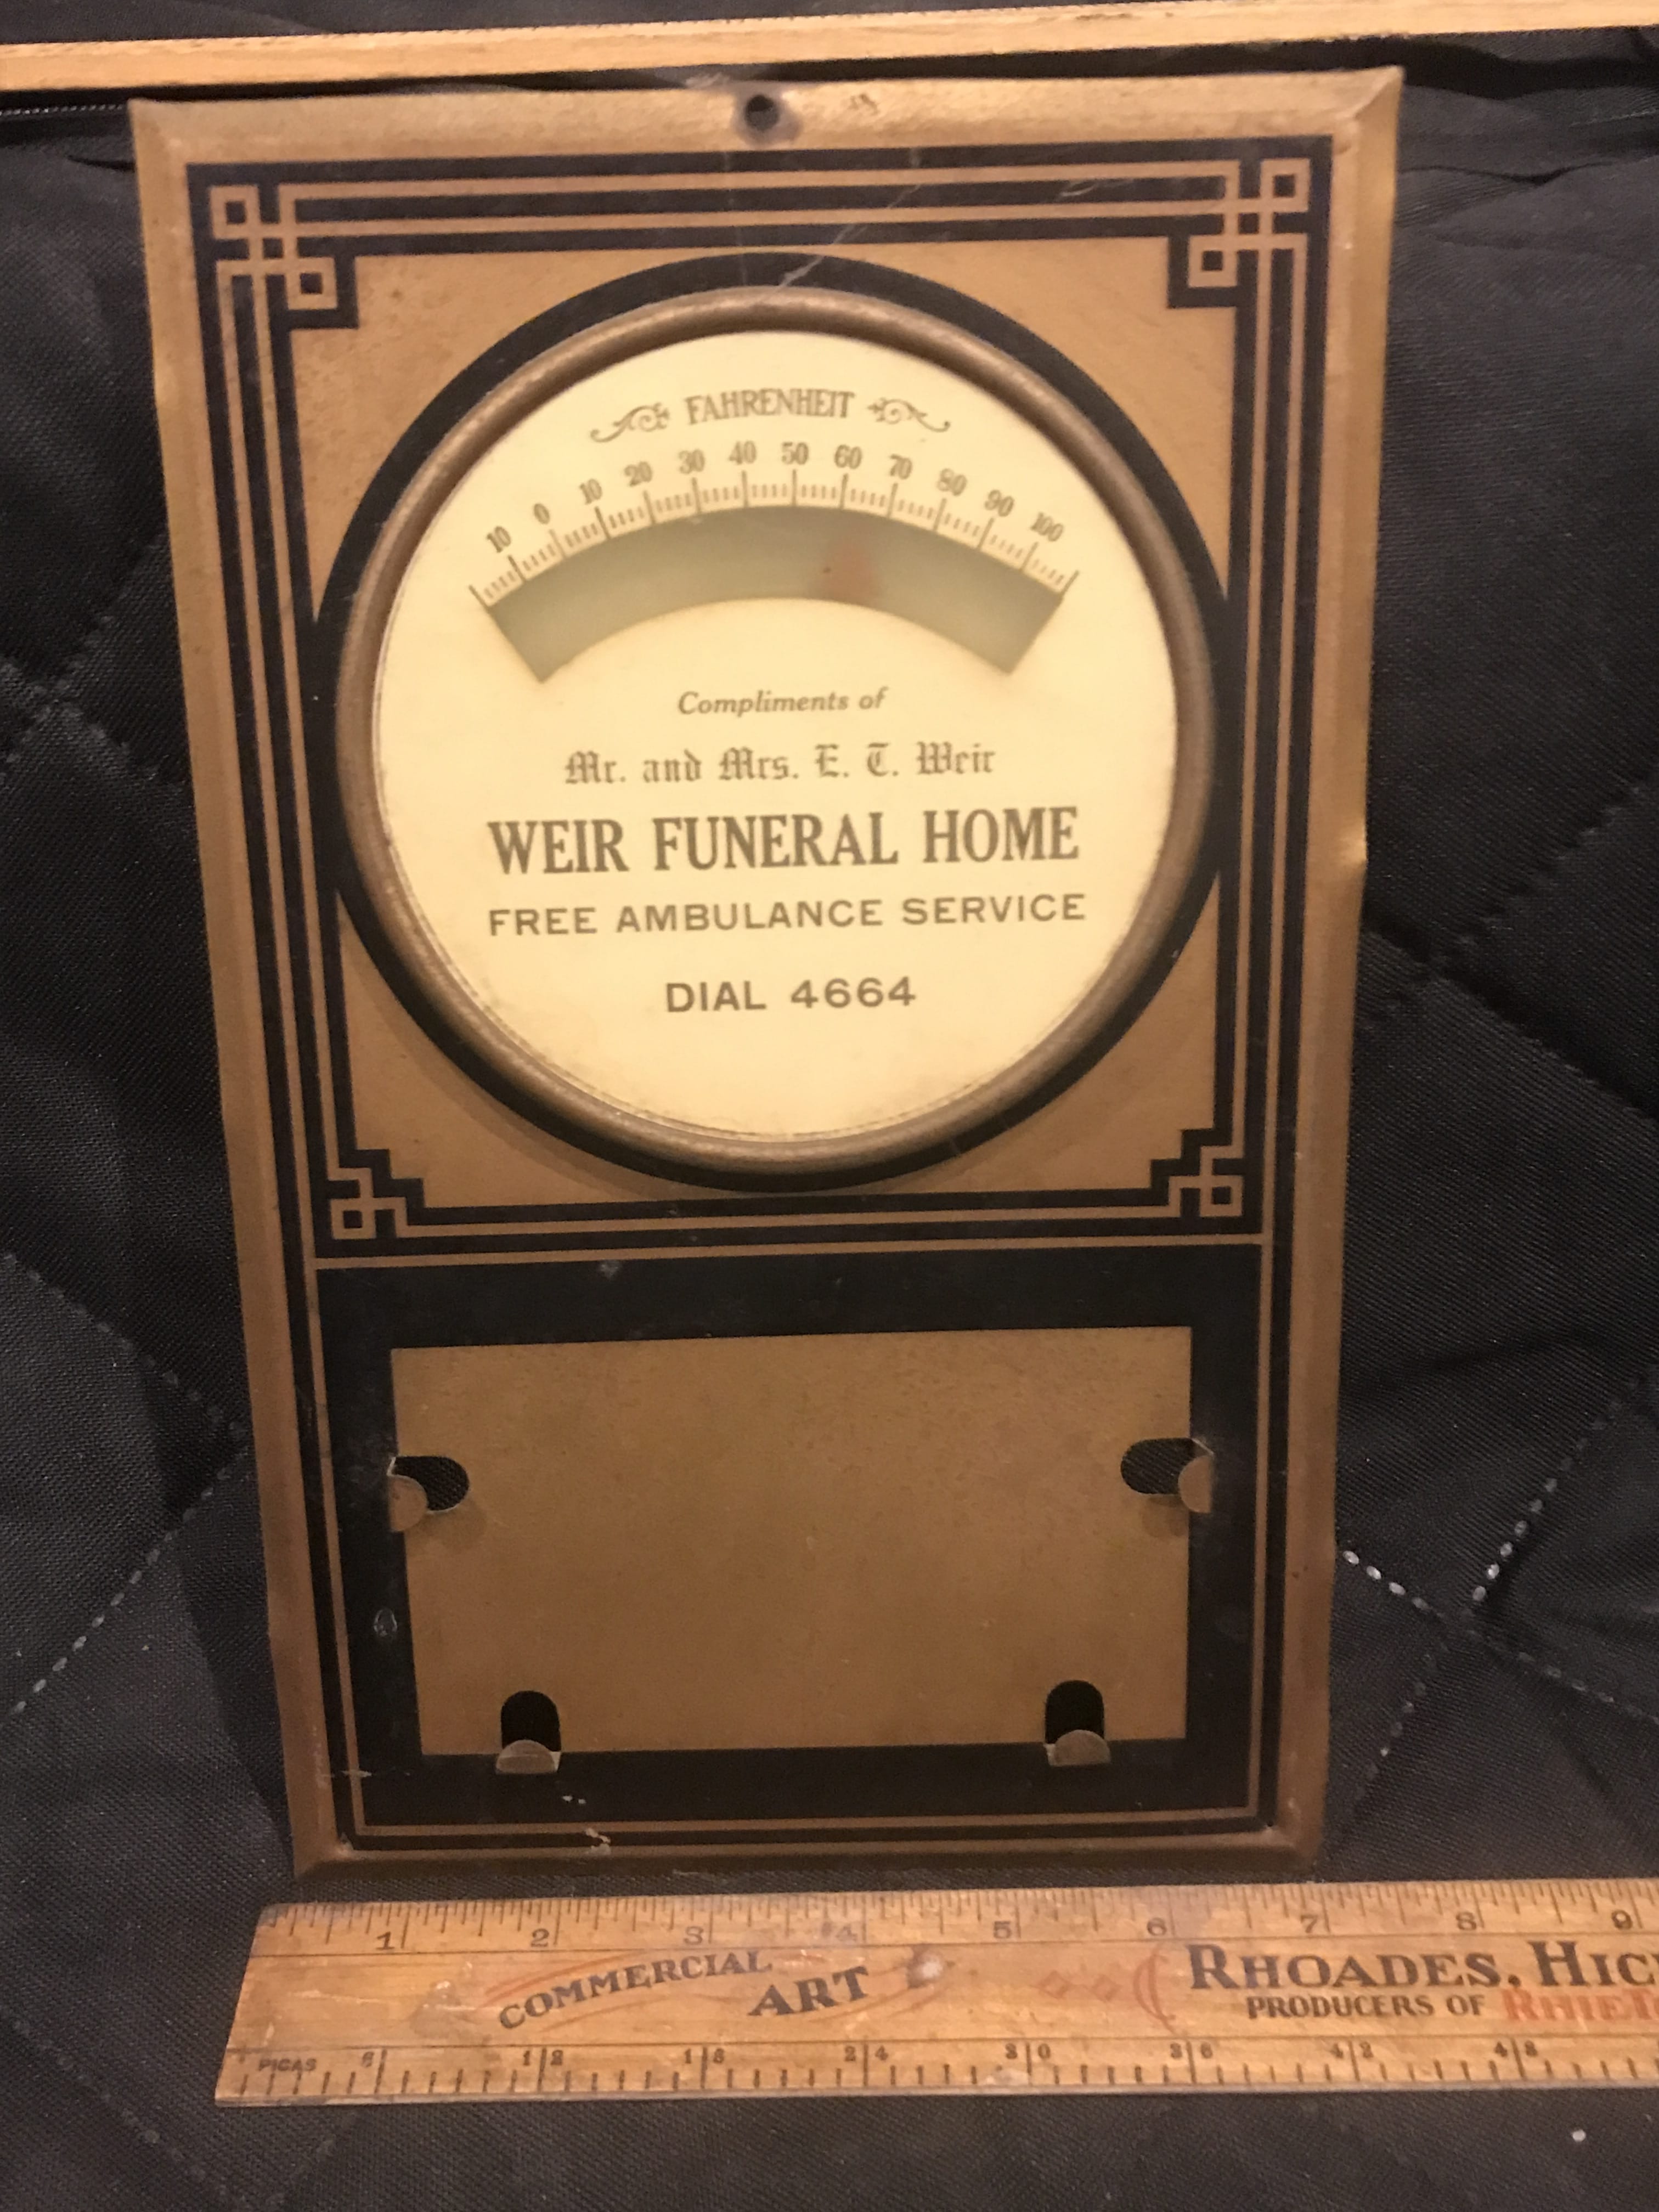 FAHRENHEIT
10 0 10 20 30 40 50 60 70 80 90 100
Compliments of
Mr. and Mrs. E. T. Weir
WEIR FUNERAL HOME
FREE AMBULANCE SERVICE
DIAL 4664
1 2 3 4 5 6 7 8 9
COMMERCIAL
ART
RHOADES, HIC
PRODUCERS OF
PICAS 6 12 18 24 30 36 42 48